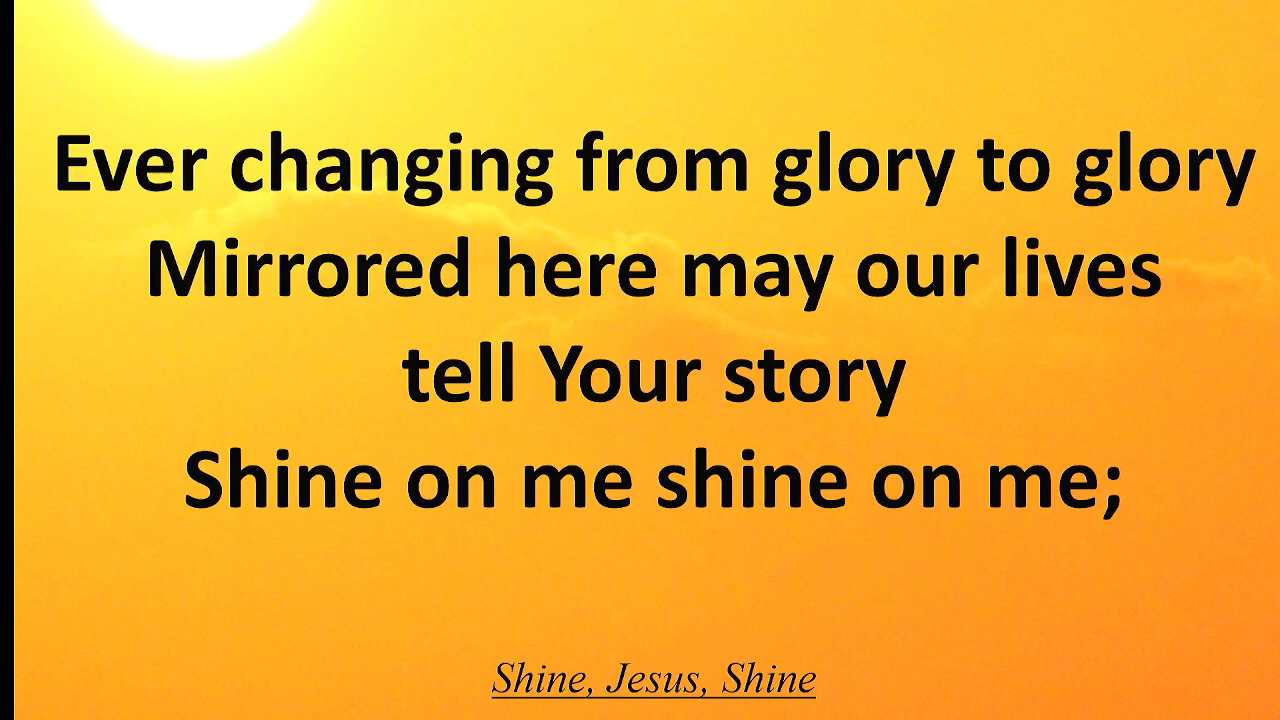 Ever changing from glory to glory
Mirrored here may our lives
tell Your story
Shine on me shine on me;
Shine, Jesus, Shine